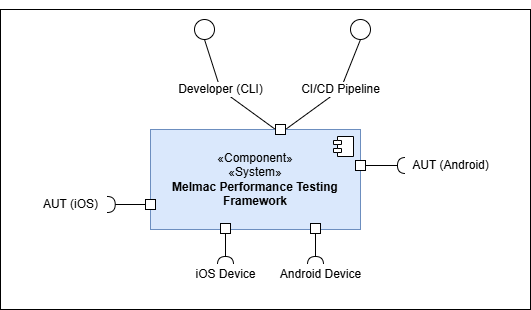 Developer (CLI)
CI/CD Pipeline
«Component»
«System»
Melmac Performance Testing
Framework
AUT (Android)
AUT (iOS)
iOS Device
Android Device